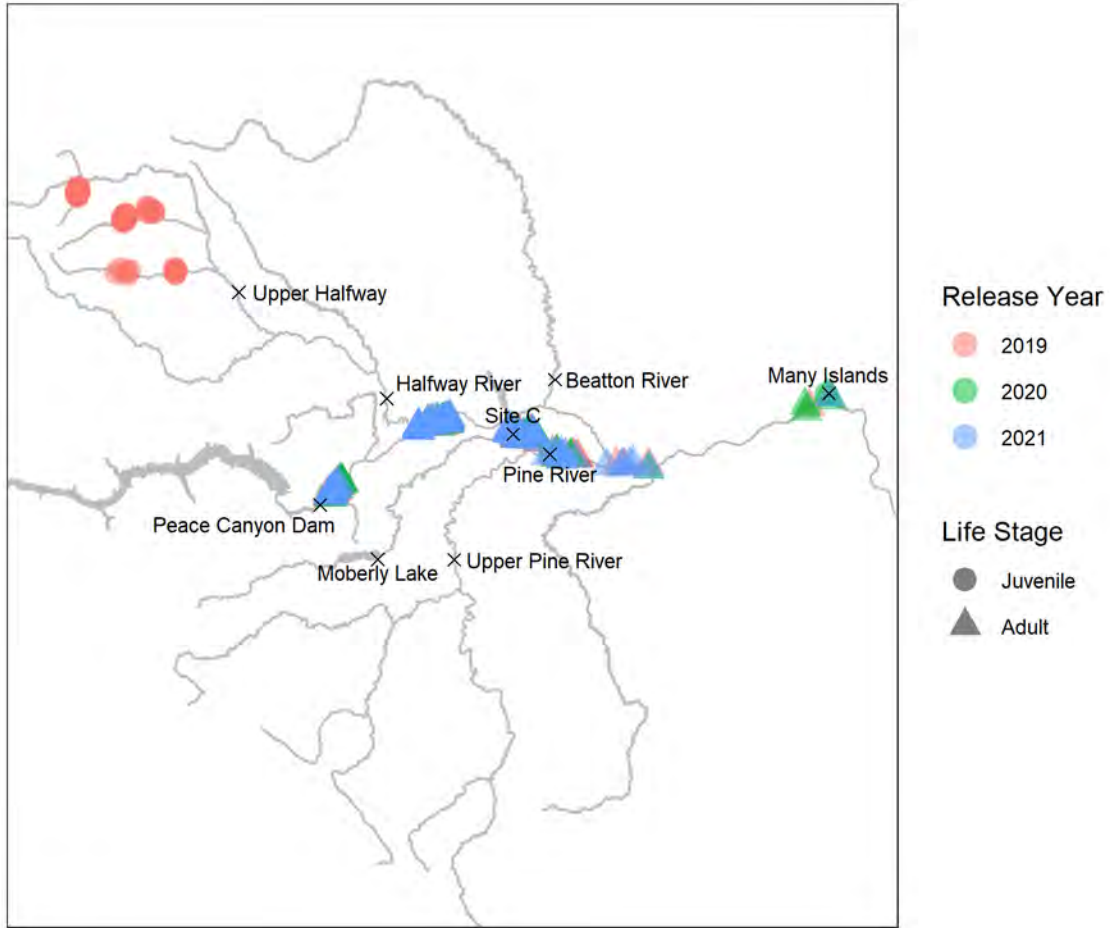 Upper Halfway
Halfway River
Beatton River
Many Islands
Site C
Pine River
Peace Canyon Dam
Moberly Lake
Upper Pine River
Release Year
2019
2020
2021
Life Stage
Juvenile
Adult